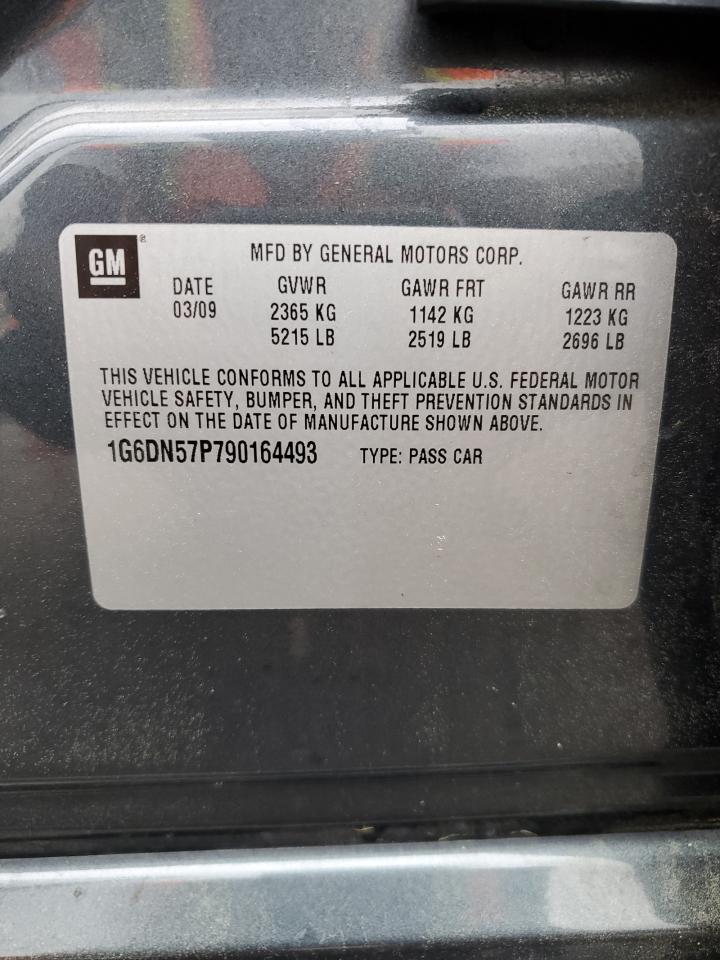 GM®
MFD BY GENERAL MOTORS CORP.
DATE GVWR GAWR FRT GAWR RR
03/09 2365 KG 1142 KG 1223 KG
5215 LB 2519 LB 2696 LB
THIS VEHICLE CONFORMS TO ALL APPLICABLE U.S. FEDERAL MOTOR
VEHICLE SAFETY, BUMPER, AND THEFT PREVENTION STANDARDS IN
EFFECT ON THE DATE OF MANUFACTURE SHOWN ABOVE.
1G6DN57P790164493 TYPE: PASS CAR